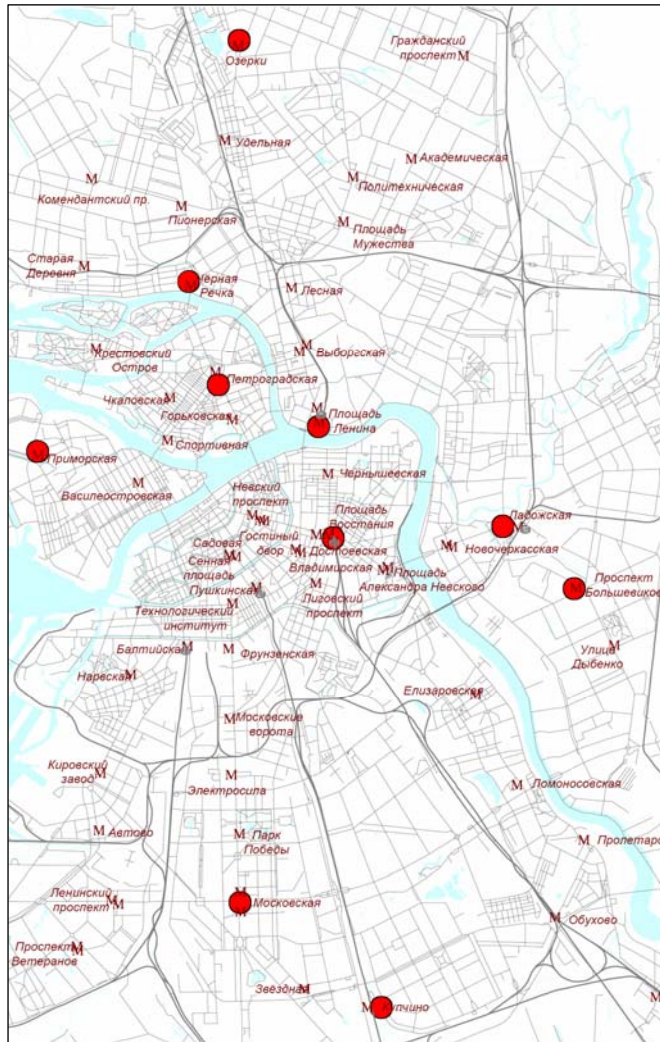 Гражданский
проспект М
М
Озерки
М Удельная
М Академическая
М
Комендантский пр.
М
Политехническая
М
Пионерская
М
Площадь
Мужества
Старая
Деревня М
Черная
Речка
М
М Лесная
М
Крестовский
Остров
М М
Выборгская
М
Петроградская
Чкаловская М
Горьковская М
М
Площадь
Ленина
М
М Спортивная
М
Приморская
М Чернышевская
Василеостровская М
Невский
проспект
М М
Площадь
Восстания
М
Ладожская
М
Садовая
М М
Гостиный
двор
М М
Достоевская
М М
Новочеркасская
Сенная
площадь
Владимирская
М
Площадь
Александра Невского
Пушкинская М
М
Лиговский
проспект
М
Проспект
Большевиков
Технологический
институт
М
Балтийская М
М Фрунзенская
М
Улица
Дыбенко
Нарвская М
Елизаровская М
М Московские
ворота
Кировский
завод М
М
Электросила
М Ломоносовская
М Автово
М Парк
Победы
М Пролетарс
Ленинский
проспект
М М
М
Московская
М
М
Обухово
Проспект
Ветеранов
М М
Звездная М
М Купчино
М